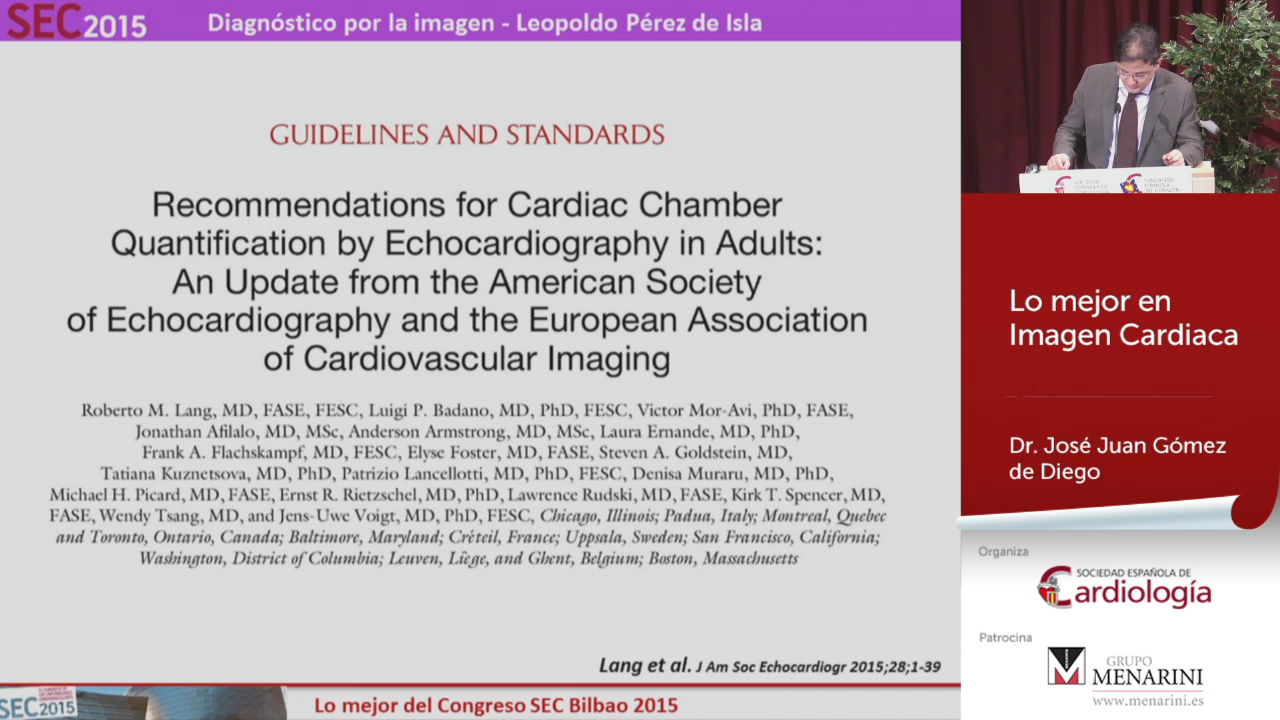 SEC2015
Diagnóstico por la imagen - Leopoldo Pérez de Isla
GUIDELINES AND STANDARDS
Recommendations for Cardiac Chamber
Quantification by Echocardiography in Adults:
An Update from the American Society
of Echocardiography and the European Association
of Cardiovascular Imaging
Roberto M. Lang, MD, FASE, FESC, Luigi P. Badano, MD, PhD, FESC, Victor Mor-Avi, PhD, FASE,
Jonathan Afilalo, MD, MSc, Anderson Armstrong, MD, MSc, Laura Ernande, MD, PhD,
Frank A. Flachskampf, MD, FESC, Elyse Foster, MD, FASE, Steven A. Goldstein, MD,
Tatiana Kuznetsova, MD, PhD, Patrizio Lancellotti, MD, PhD, FESC, Denisa Muraru, MD, PhD,
Michael H. Picard, MD, FASE, Ernst R. Rietzschel, MD, PhD, Lawrence Rudski, MD, FASE, Kirk T. Spencer, MD,
FASE, Wendy Tsang, MD, and Jens-Uwe Voigt, MD, PhD, FESC, Chicago, Illinois; Padua, Italy; Montreal, Quebec
and Toronto, Ontario, Canada; Baltimore, Maryland; Créteil, France; Uppsala, Sweden; San Francisco, California;
Washington, District of Columbia; Leuven, Liège, and Ghent, Belgium; Boston, Massachusetts
Lang et al. J Am Soc Echocardiogr 2015;28;1-39
SEC2015
Lo mejor del Congreso SEC Bilbao 2015
Lo mejor en
Imagen Cardiaca
Dr. José Juan Gómez
de Diego
Organiza
SOCIEDAD ESPAÑOLA DE
Cardiología
Patrocina
GRUPO
MENARINI
www.menarini.es